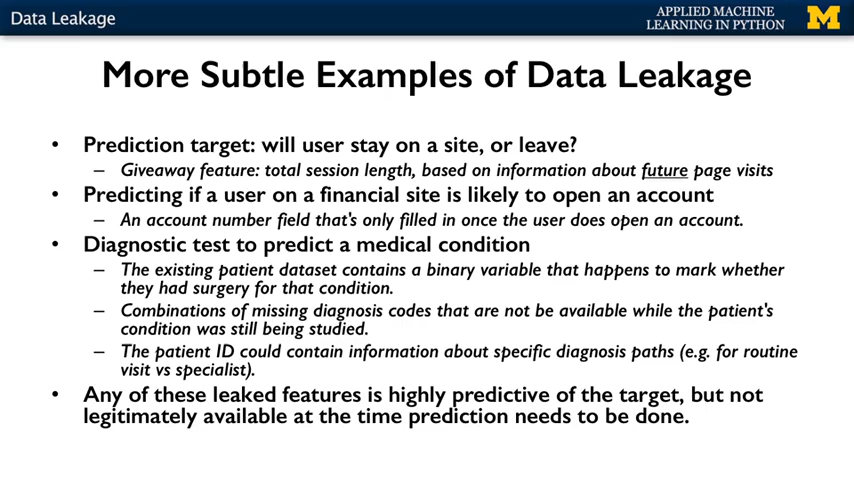 Data Leakage
APPLIED MACHINE
LEARNING IN PYTHON
M
More Subtle Examples of Data Leakage
• Prediction target: will user stay on a site, or leave?
– Giveaway feature: total session length, based on information about future page visits
• Predicting if a user on a financial site is likely to open an account
– An account number field that's only filled in once the user does open an account.
• Diagnostic test to predict a medical condition
– The existing patient dataset contains a binary variable that happens to mark whether
they had surgery for that condition.
– Combinations of missing diagnosis codes that are not be available while the patient's
condition was still being studied.
– The patient ID could contain information about specific diagnosis paths (e.g. for routine
visit vs specialist).
• Any of these leaked features is highly predictive of the target, but not
legitimately available at the time prediction needs to be done.